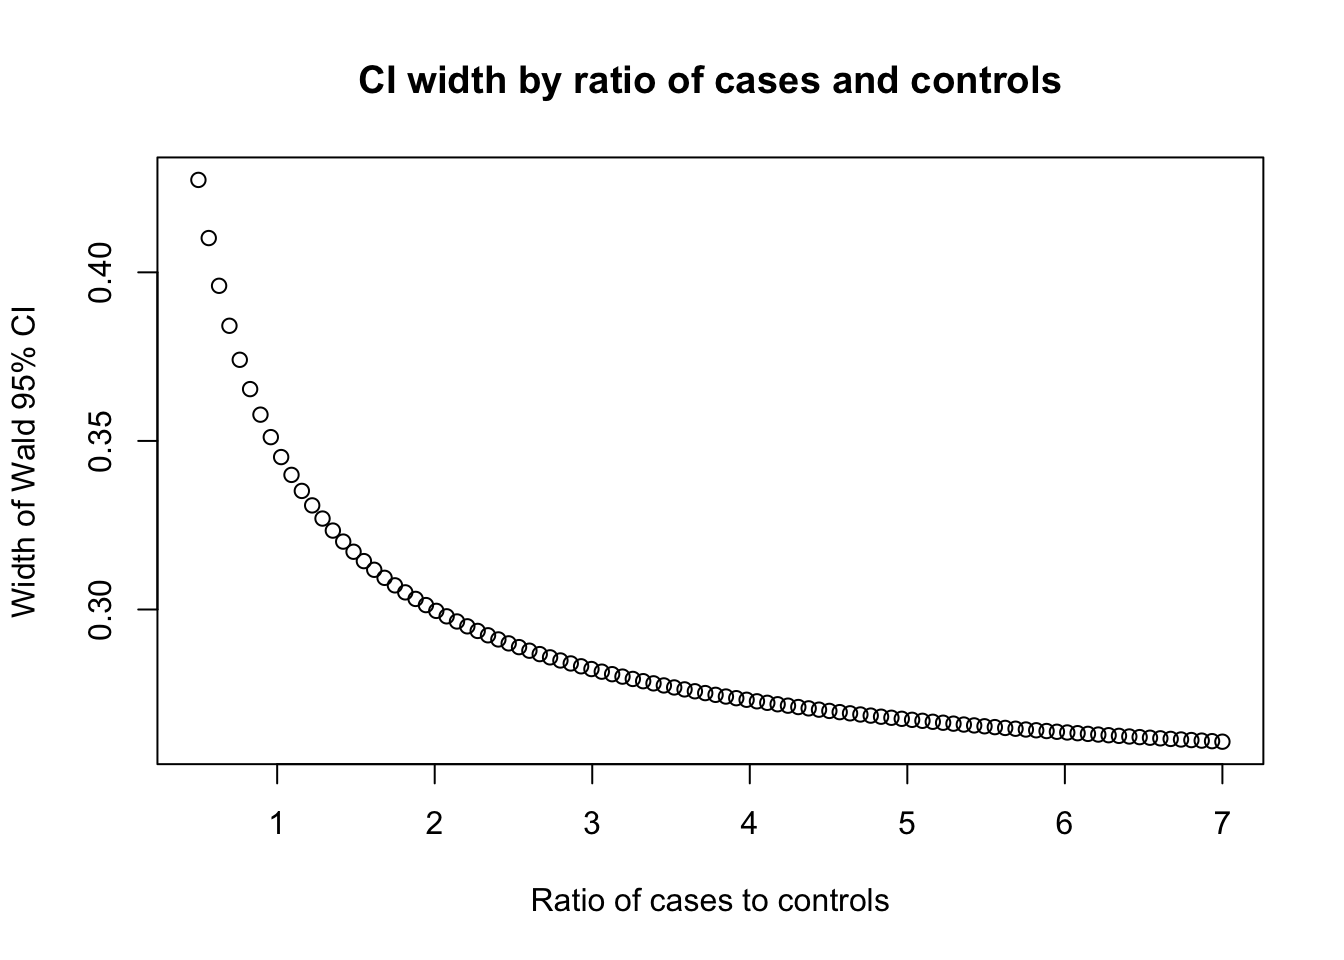 CI width by ratio of cases and controls
Width of Wald 95% CI
0.40
0.35
0.30
1 2 3 4 5 6 7
Ratio of cases to controls